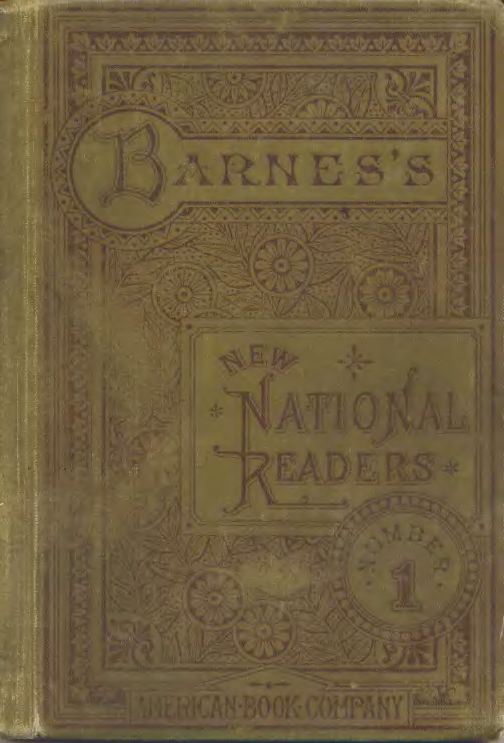 BARNES'S
NEW
NATIONAL
READERS
·NUMBER·
1
AMERICAN·BOOK·COMPANY